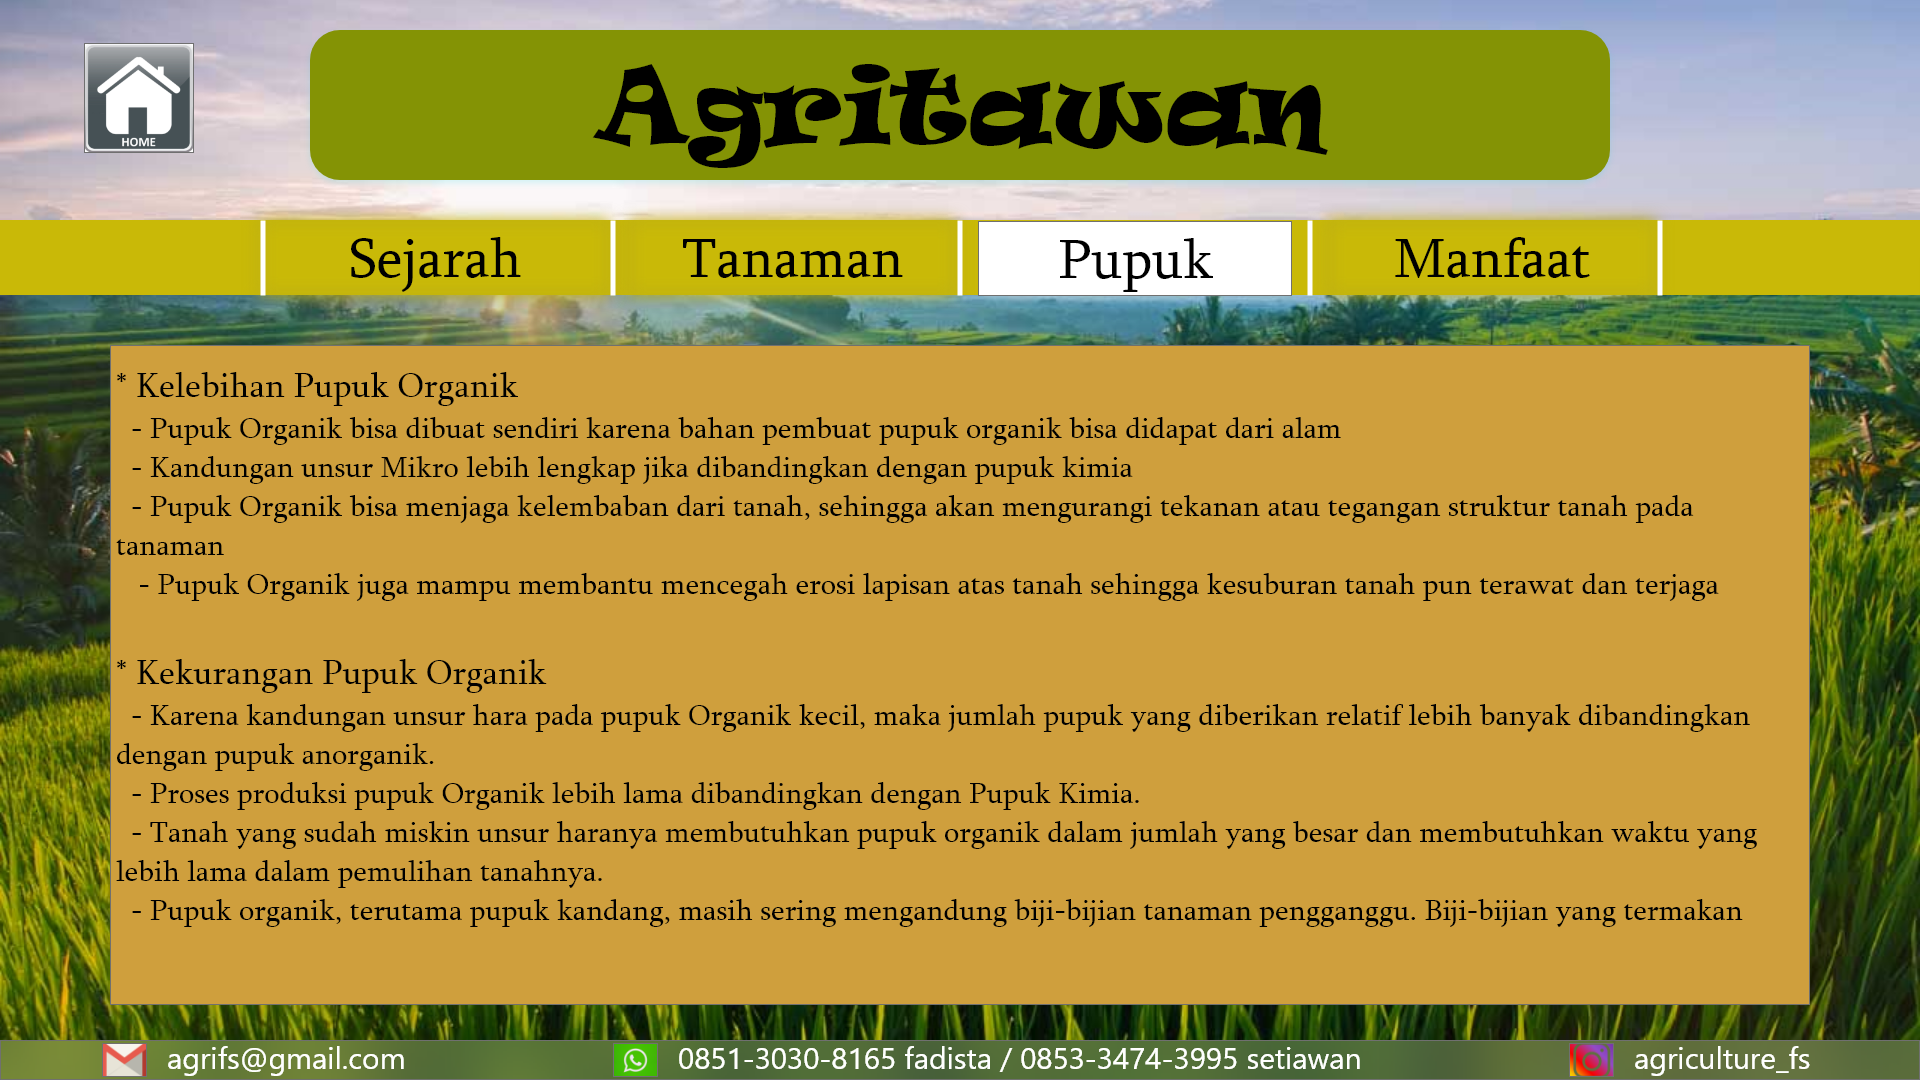 HOME
Agritawan
Sejarah
Tanaman
Pupuk
Manfaat
* Kelebihan Pupuk Organik
- Pupuk Organik bisa dibuat sendiri karena bahan pembuat pupuk organik bisa didapat dari alam
- Kandungan unsur Mikro lebih lengkap jika dibandingkan dengan pupuk kimia
- Pupuk Organik bisa menjaga kelembaban dari tanah, sehingga akan mengurangi tekanan atau tegangan struktur tanah pada
tanaman
- Pupuk Organik juga mampu membantu mencegah erosi lapisan atas tanah sehingga kesuburan tanah pun terawat dan terjaga
* Kekurangan Pupuk Organik
- Karena kandungan unsur hara pada pupuk Organik kecil, maka jumlah pupuk yang diberikan relatif lebih banyak dibandingkan
dengan pupuk anorganik.
- Proses produksi pupuk Organik lebih lama dibandingkan dengan Pupuk Kimia.
- Tanah yang sudah miskin unsur haranya membutuhkan pupuk organik dalam jumlah yang besar dan membutuhkan waktu yang
lebih lama dalam pemulihan tanahnya.
- Pupuk organik, terutama pupuk kandang, masih sering mengandung biji-bijian tanaman pengganggu. Biji-bijian yang termakan
agrifs@gmail.com
0851-3030-8165 fadista / 0853-3474-3995 setiawan
agriculture_fs